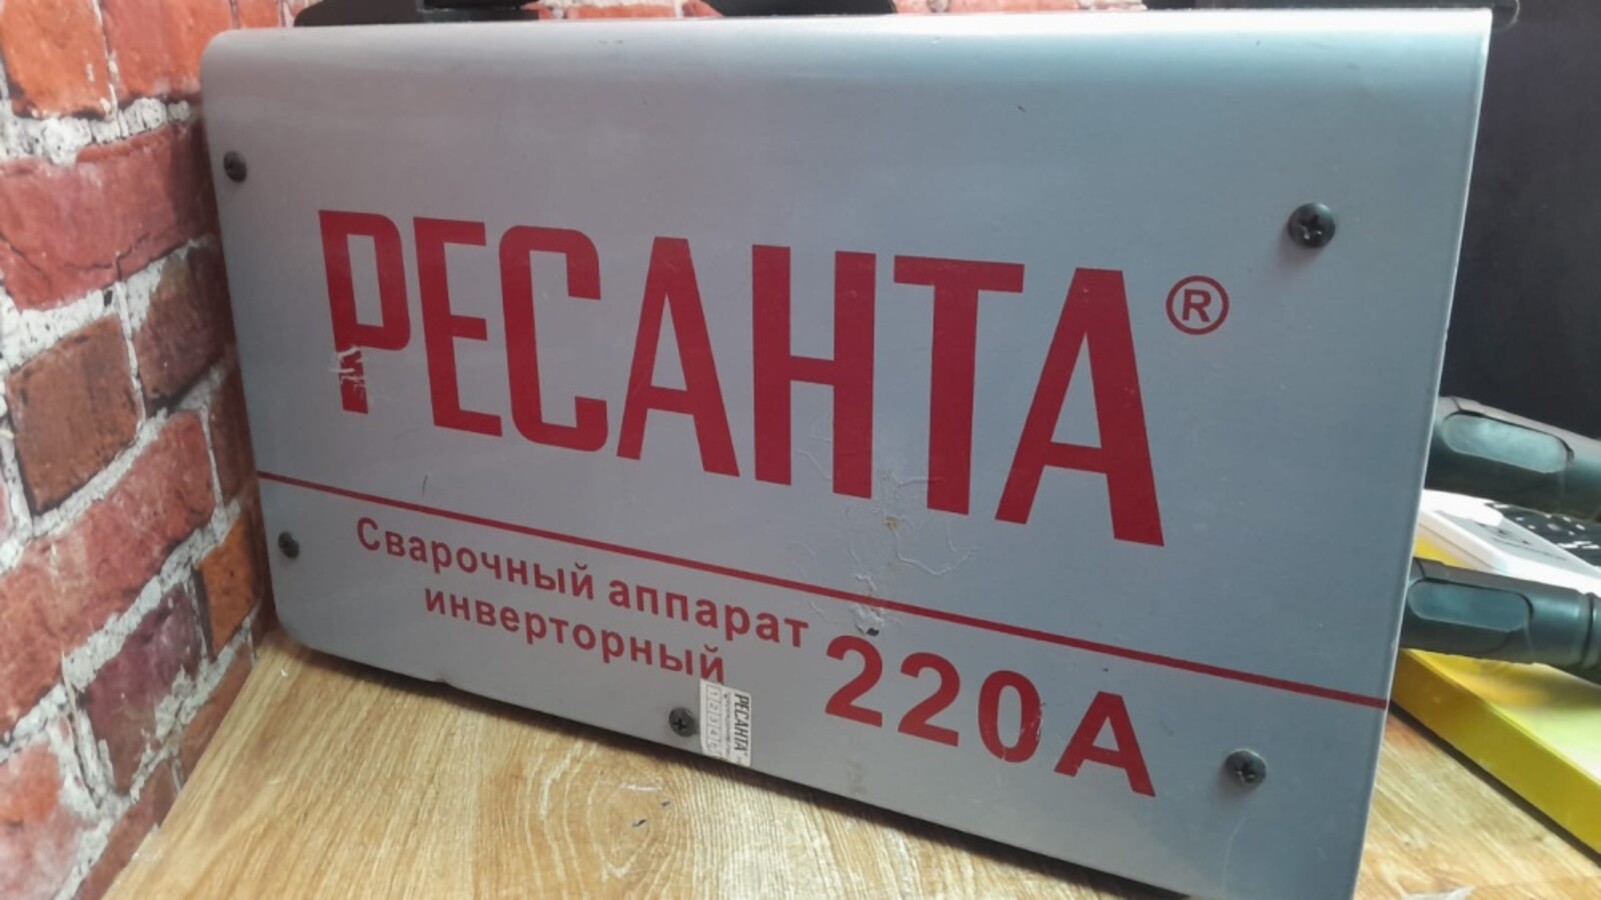 РЕСАНТА®
Сварочный аппарат
инверторный
220А
РЕСАНТА